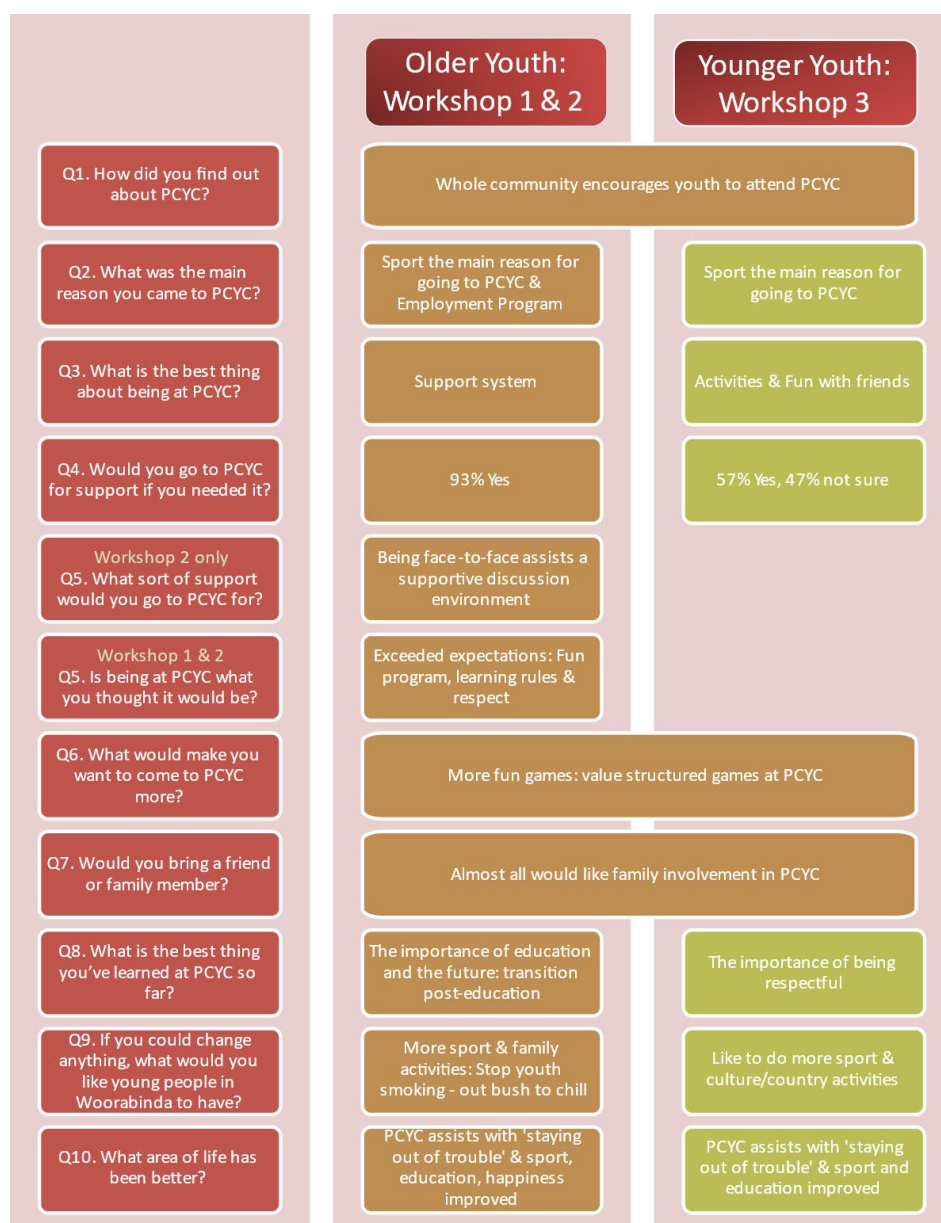 Older Youth:
Workshop 1 & 2
Younger Youth:
Workshop 3
Q1. How did you find out
about PCYC?
Whole community encourages youth to attend PCYC
Q2. What was the main
reason you came to PCYC?
Sport the main reason for
going to PCYC &
Employment Program
Sport the main reason for
going to PCYC
Q3. What is the best thing
about being at PCYC?
Support system
Activities & Fun with friends
Q4. Would you go to PCYC
for support if you needed it?
93% Yes
57% Yes, 47% not sure
Workshop 2 only
Q5. What sort of support
would you go to PCYC for?
Being face -to-face assists a
supportive discussion
environment
Workshop 1 & 2
Q5. Is being at PCYC what
you thought it would be?
Exceeded expectations: Fun
program, learning rules &
respect
Q6. What would make you
want to come to PCYC
more?
More fun games: value structured games at PCYC
Q7. Would you bring a friend
or family member?
Almost all would like family involvement in PCYC
Q8. What is the best thing
you've learned at PCYC so
far?
The importance of education
and the future: transition
post-education
The importance of being
respectful
Q9. If you could change
anything, what would you
like young people in
Woorabinda to have?
More sport & family
activities: Stop youth
smoking - out bush to chill
Like to do more sport &
culture/country activities
Q10. What area of life has
been better?
PCYC assists with 'staying
out of trouble' & sport,
education, happiness
improved
PCYC assists with 'staying
out of trouble' & sport and
education improved